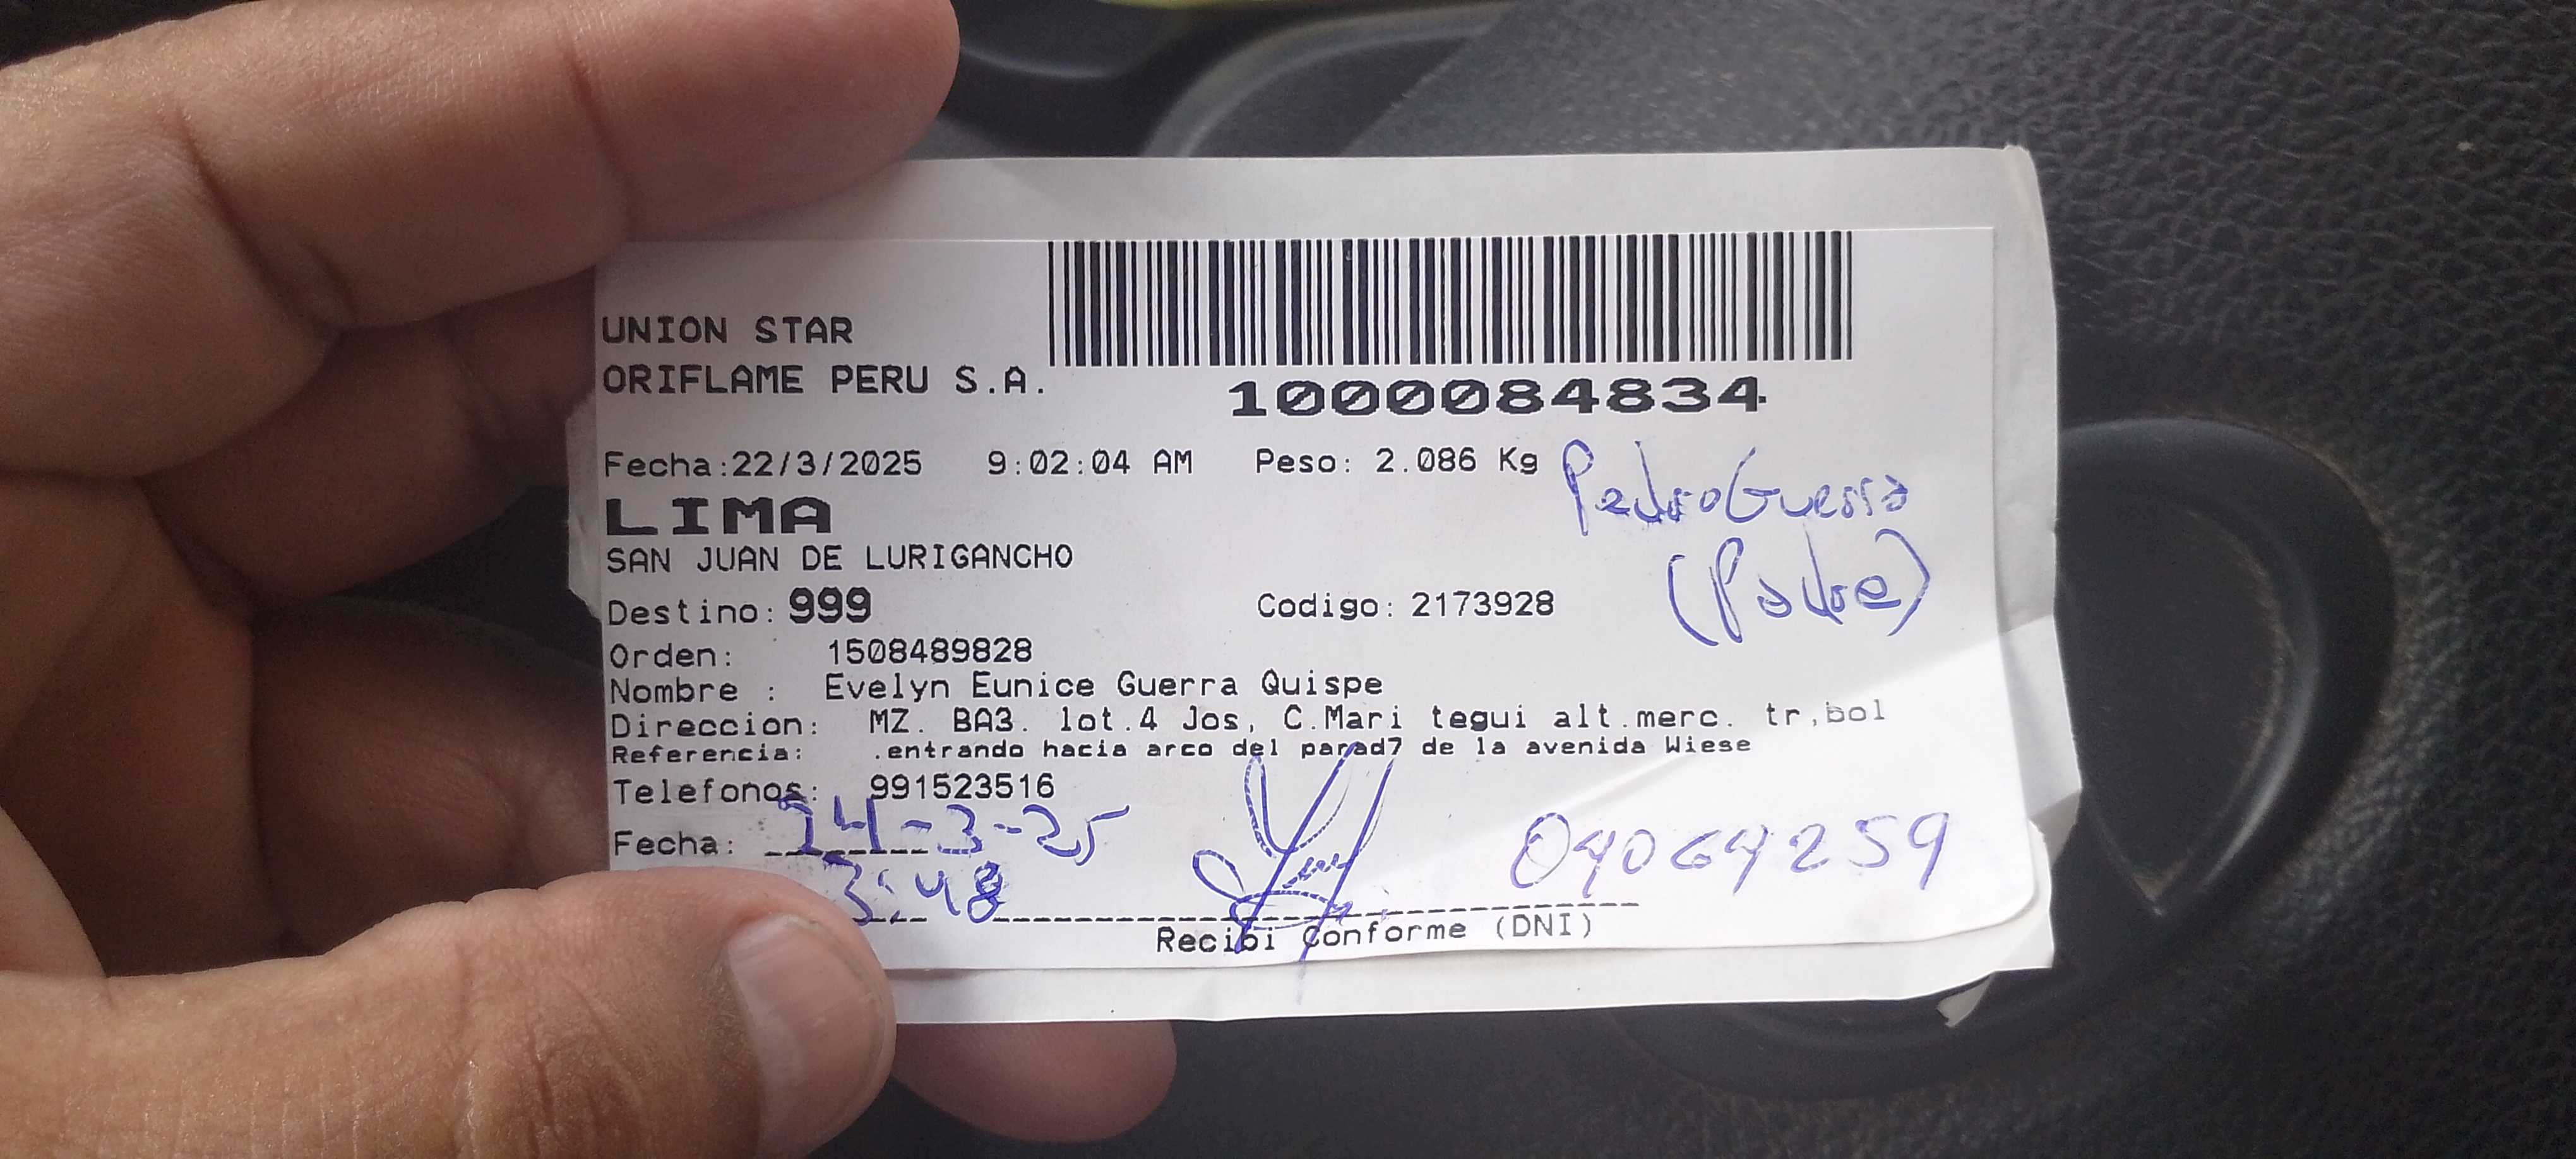 UNION STAR
ORIFLAME PERU S.A.
1000084834
Fecha:22/3/2025 9:02:04 AM Peso: 2.086 Kg
Pedro Guerra
LIMA
(Padre)
SAN JUAN DE LURIGANCHO
Destino: 999 Codigo: 2173928
Orden: 1508489828
Nombre : Evelyn Eunice Guerra Quispe
Direccion: MZ. BA3. lot.4 Jos, C.Mari tegui alt.merc. tr,bol
Referencia: .entrando hacia arco del parad7 de la avenida Wiese
Telefonos: 991523516
Fecha: 24-3-25
3:48
09069259
Recibi Conforme (DNI)